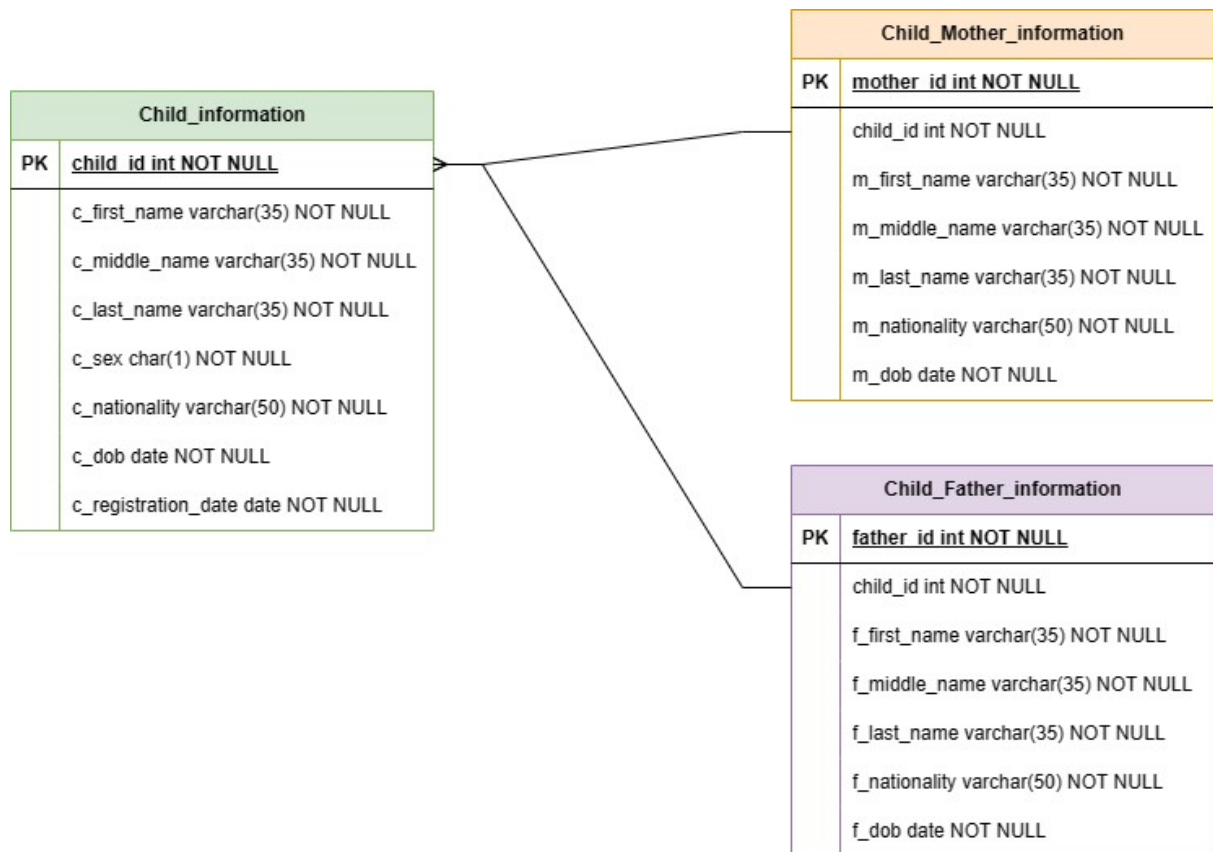 Child_information
PK child_id int NOT NULL
c_first_name varchar(35) NOT NULL
c_middle_name varchar(35) NOT NULL
c_last_name varchar(35) NOT NULL
c_sex char(1) NOT NULL
c_nationality varchar(50) NOT NULL
c_dob date NOT NULL
c_registration_date date NOT NULL
Child_Mother_information
PK mother_id int NOT NULL
child_id int NOT NULL
m_first_name varchar(35) NOT NULL
m_middle_name varchar(35) NOT NULL
m_last_name varchar(35) NOT NULL
m_nationality varchar(50) NOT NULL
m_dob date NOT NULL
Child_Father_information
PK father_id int NOT NULL
child_id int NOT NULL
f_first_name varchar(35) NOT NULL
f_middle_name varchar(35) NOT NULL
f_last_name varchar(35) NOT NULL
f_nationality varchar(50) NOT NULL
f_dob date NOT NULL